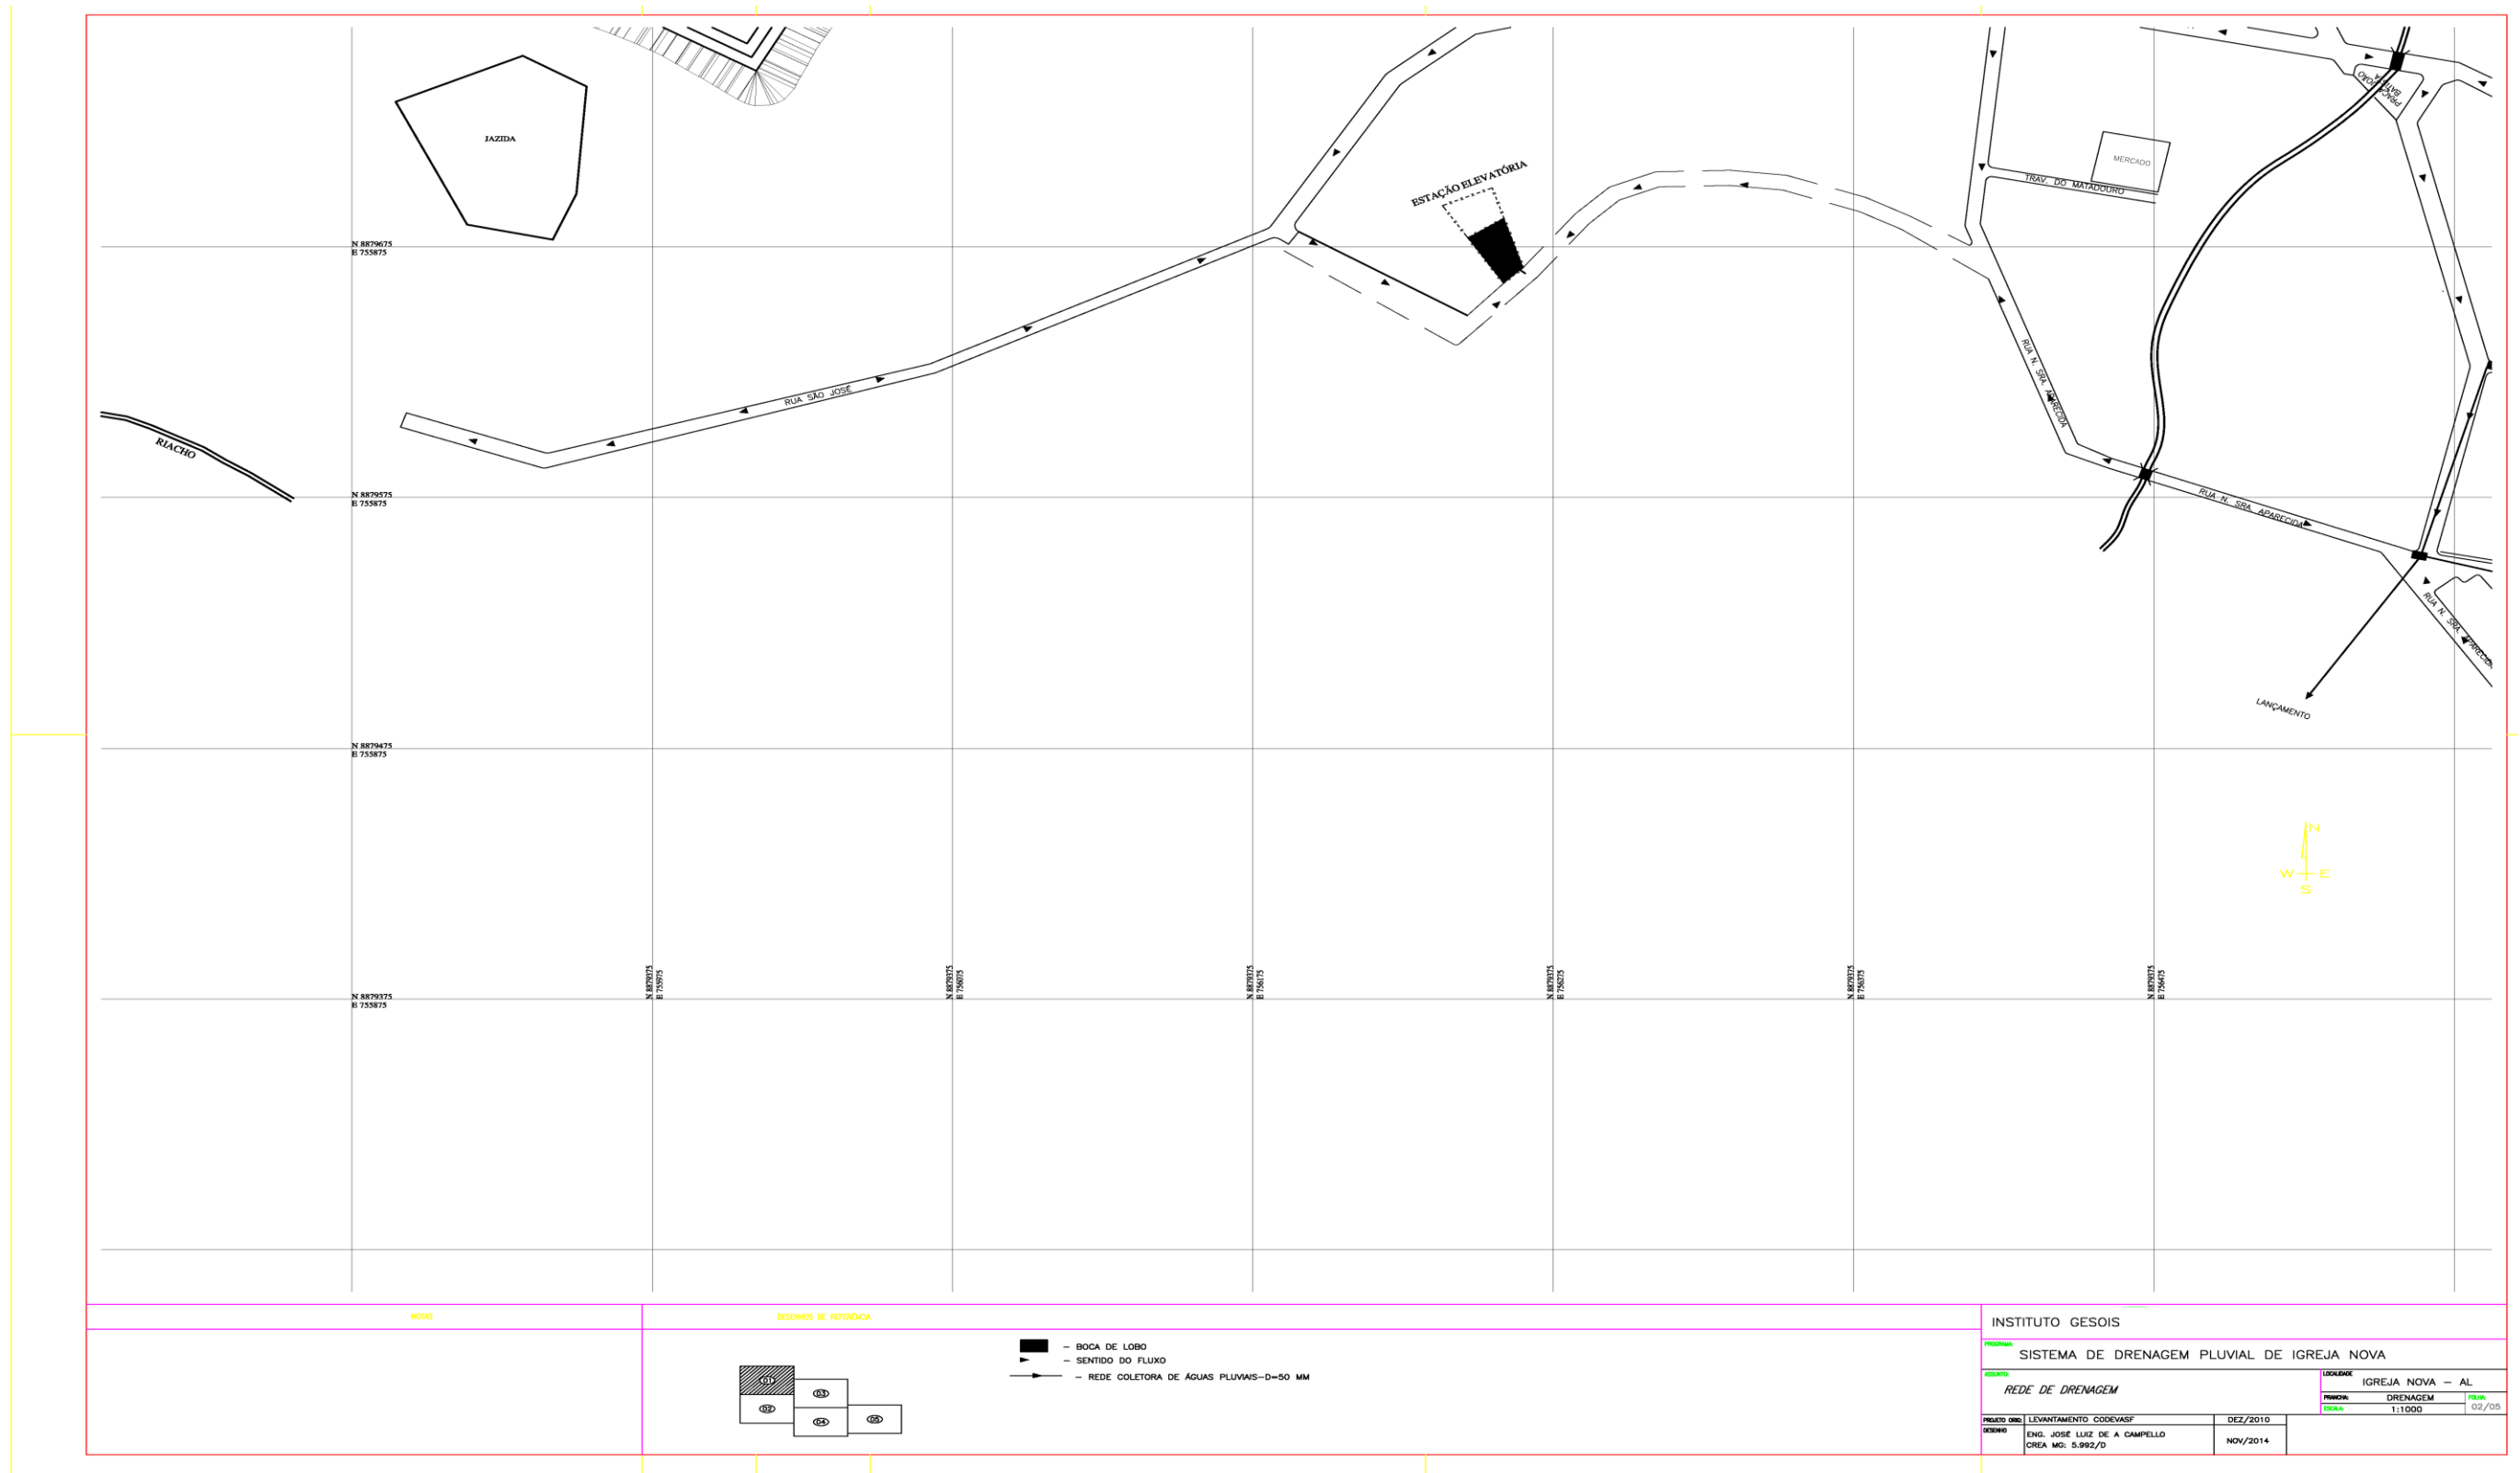 JAZIDA
ESTAÇÃO ELEVATÓRIA
PRAÇA
BATISTA
JOÃO
MERCADO
TRAV. DO MATADOURO
N 8879675
E 755875
RUA N. SRA. APARECIDA
RUA SÃO JOSÉ
RIACHO
N 8879575
E 755875
RUA N. SRA. APARECIDA
RUA N. SRA. APARECIDA
LANÇAMENTO
N 8879475
E 755875
N
W E
S
N 8879375
E 755875
N 8879375
E 755975
N 8879375
E 756075
N 8879375
E 756175
N 8879375
E 756275
N 8879375
E 756375
N 8879375
E 756475
NOTAS
DESENHOS DE REFERÊNCIA
01
02
03
04
05
- BOCA DE LOBO
- SENTIDO DO FLUXO
- REDE COLETORA DE ÁGUAS PLUVIAIS-D=50 MM
INSTITUTO GESOIS
PROGRAMA:
SISTEMA DE DRENAGEM PLUVIAL DE IGREJA NOVA
ASSUNTO:
REDE DE DRENAGEM
LOCALIDADE
IGREJA NOVA - AL
PRANCHA: DRENAGEM
FOLHA:
02/05
ESCALA: 1:1000
PROJETO ORIG: LEVANTAMENTO CODEVASF DEZ/2010
DESENHO ENG. JOSÉ LUIZ DE A CAMPELLO
CREA MG: 5.992/D
NOV/2014